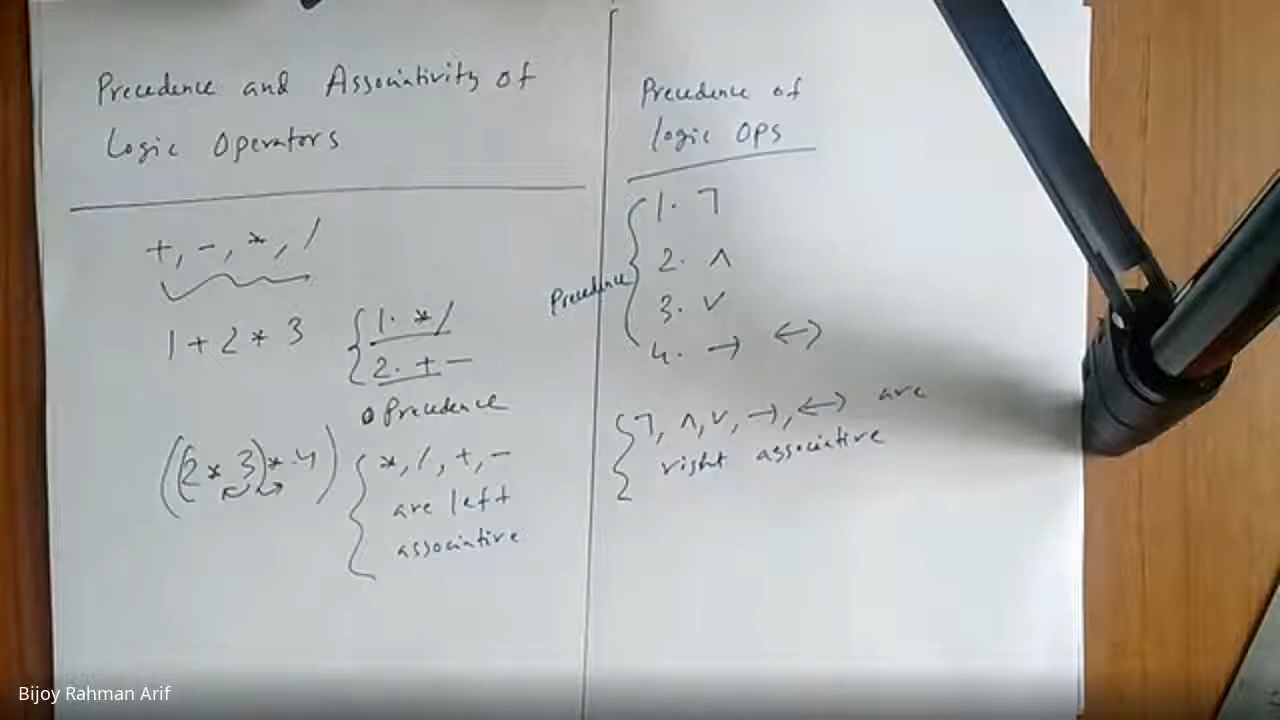 Precedence and Associativity of
Logic Operators
+, -, *, /
1 + 2 * 3
{ 1. * /
2. + -
Precedence
((2 * 3) * 4)
{ *, /, +, -
are left
associative
Precedence of
logic OPS
Precedence
{ 1. ¬
2. ∧
3. ∨
4. → ↔
{ ¬, ∧, ∨, →, ↔ are
right associative
Bijoy Rahman Arif